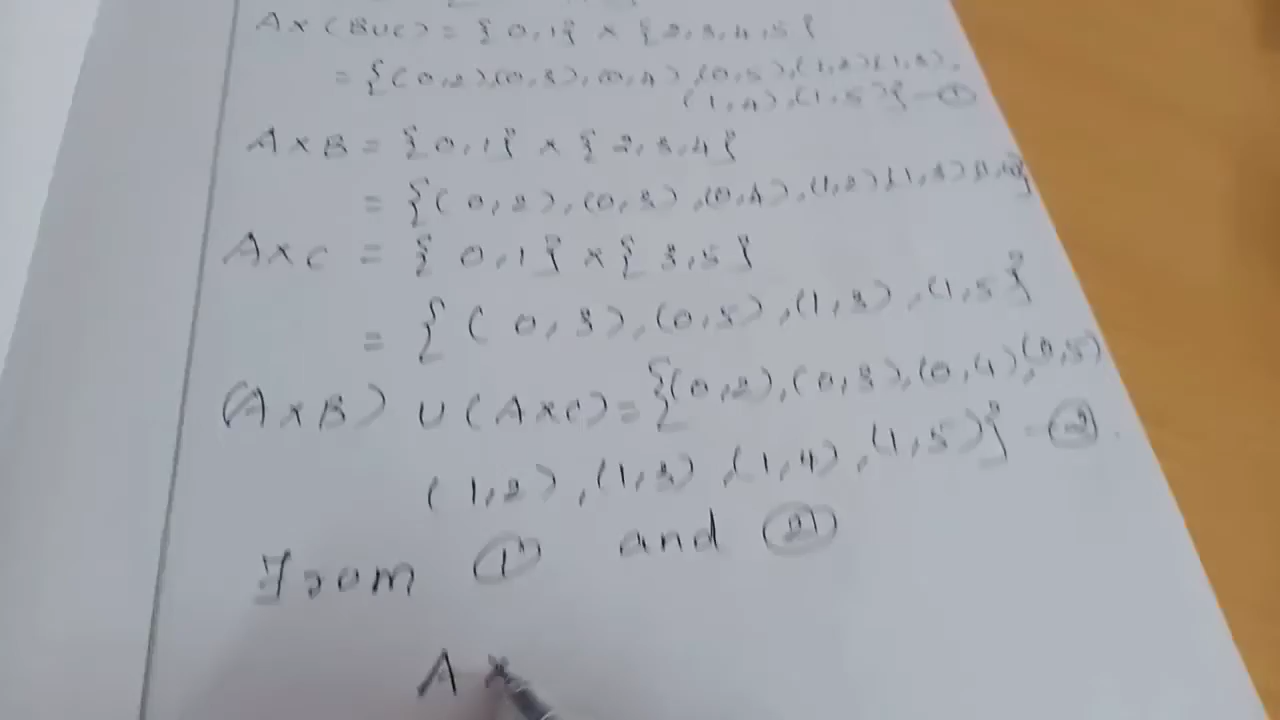 A × (B∪C) = {0,1} × {2,3,4,5}
= {(0,2),(0,3),(0,4),(0,5),(1,2)(1,3),
(1,4),(1,5)} - ①
A × B = {0,1} × {2,3,4}
= {(0,2),(0,3),(0,4),(1,2)(1,3)(1,4)}
A × C = {0,1} × {3,5}
= {(0,3),(0,5),(1,3),(1,5}
(A × B) ∪ (A × C) = {(0,2),(0,3),(0,4),(0,5)
(1,2),(1,3),(1,4),(1,5)} - ②
From ① and ②
A ×